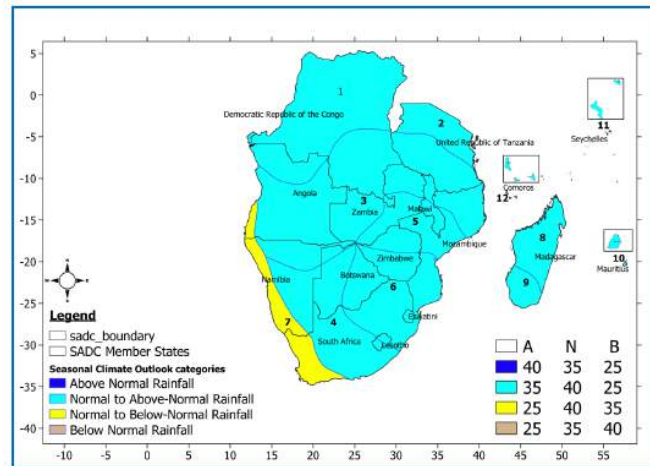 5
0
-5
-10
-15
-20
-25
-30
-35
-40
-10 -5 0 5 10 15 20 25 30 35 40 45 50 55
1
Democratic Republic of the Congo
2
United Republic of Tanzania
11
Seychelles
Comoros
12
Angola
3
Zambia
Malawi
5
Mozambique
8
Madagascar
10
Mauritius
Zimbabwe
Namibia
Botswana
9
6
7
4
Eswatini
South Africa
Lesotho
Legend
sadc_boundary
SADC Member States
Seasonal Climate Outlook categories
Above Normal Rainfall
Normal to Above-Normal Rainfall
Normal to Below-Normal Rainfall
Below Normal Rainfall
A N B
40 35 25
35 40 25
25 40 35
25 35 40